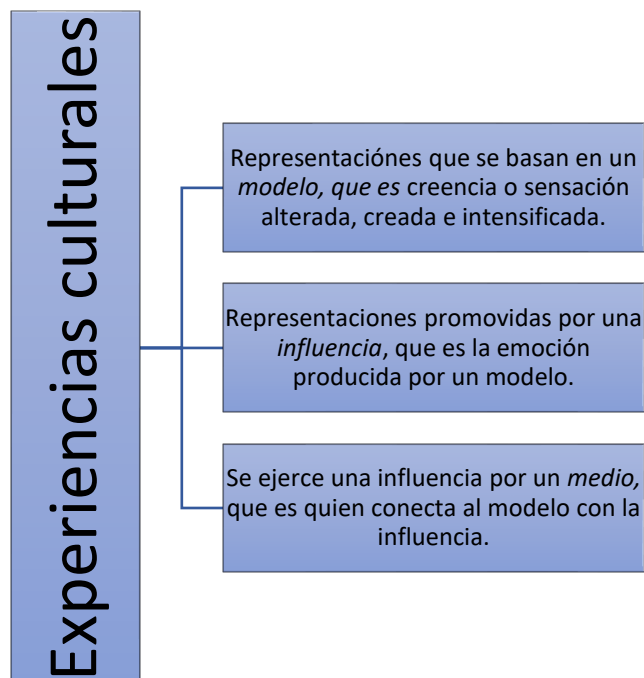 Experiencias culturales
Representaciónes que se basan en un
modelo, que es creencia o sensación
alterada, creada e intensificada.
Representaciones promovidas por una
influencia, que es la emoción
producida por un modelo.
Se ejerce una influencia por un medio,
que es quien conecta al modelo con la
influencia.